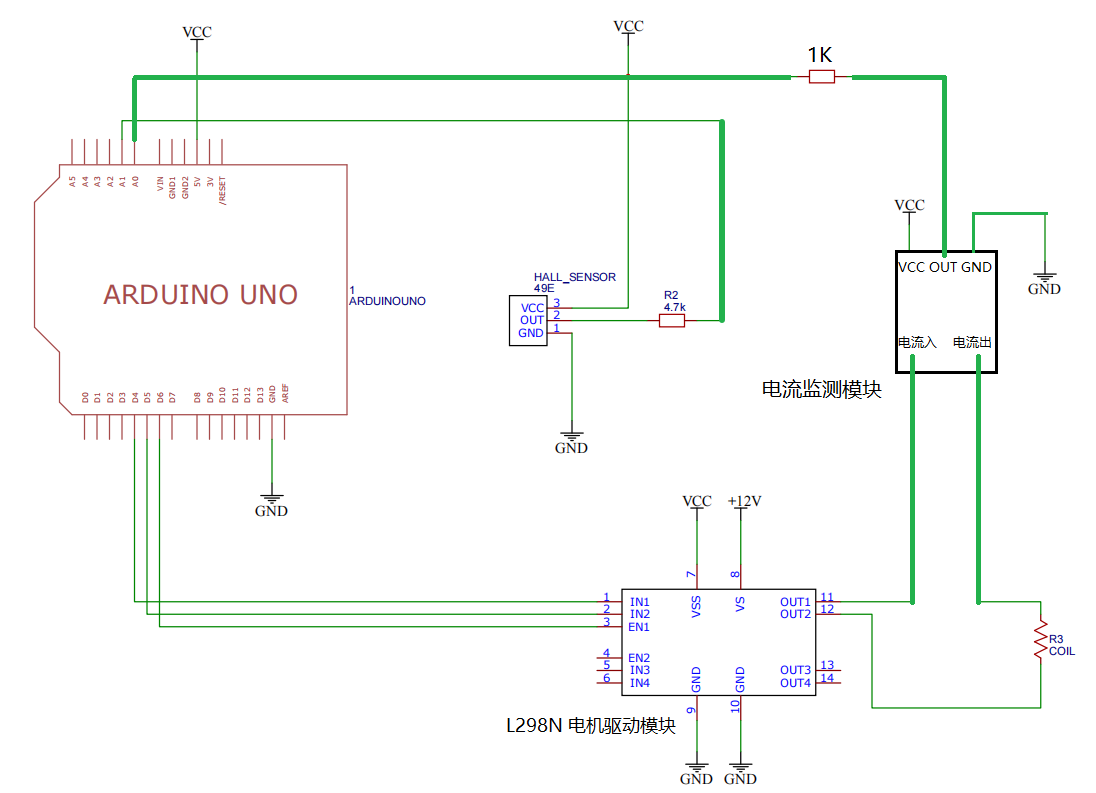 VCC
VCC
1K
A5
A4
A3
A2
A1
A0
VIN
GND1
GND2
5V
3V
/RESET
VCC
VCC OUT GND
GND
HALL_SENSOR
49E
VCC 3
OUT 2
GND 1
R2
4.7k
ARDUINO UNO
1
ARDUINOUNO
电流入 电流出
电流监测模块
D0
D1
D2
D3
D4
D5
D6
D7
D8
D9
D10
D11
D12
D13
GND
AREF
GND
GND
VCC +12V
7
8
1 IN1
2 IN2
3 EN1
4 EN2
5 IN3
6 IN4
VSS
VS
OUT1 11
OUT2 12
OUT3 13
OUT4 14
GND
GND
9
10
R3
COIL
L298N 电机驱动模块
GND GND